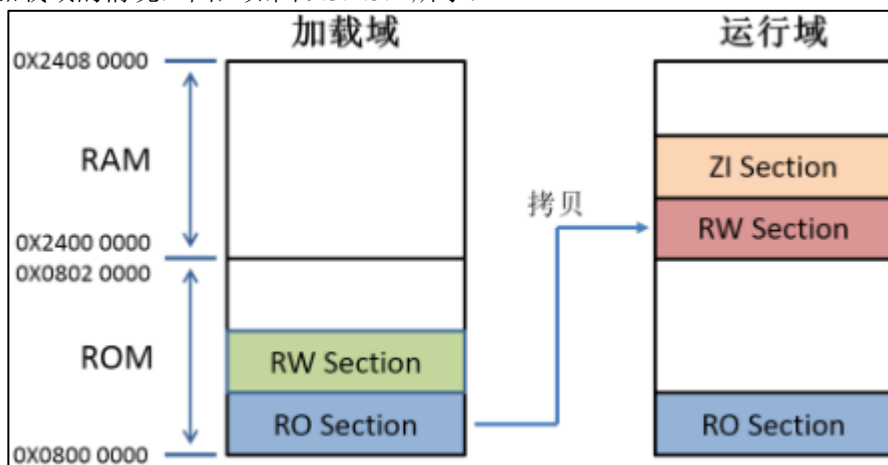 加载域
运行域
0X2408 0000
RAM
ZI Section
拷贝
RW Section
0X2400 0000
0X0802 0000
ROM
RW Section
RO Section
RO Section
0X0800 0000